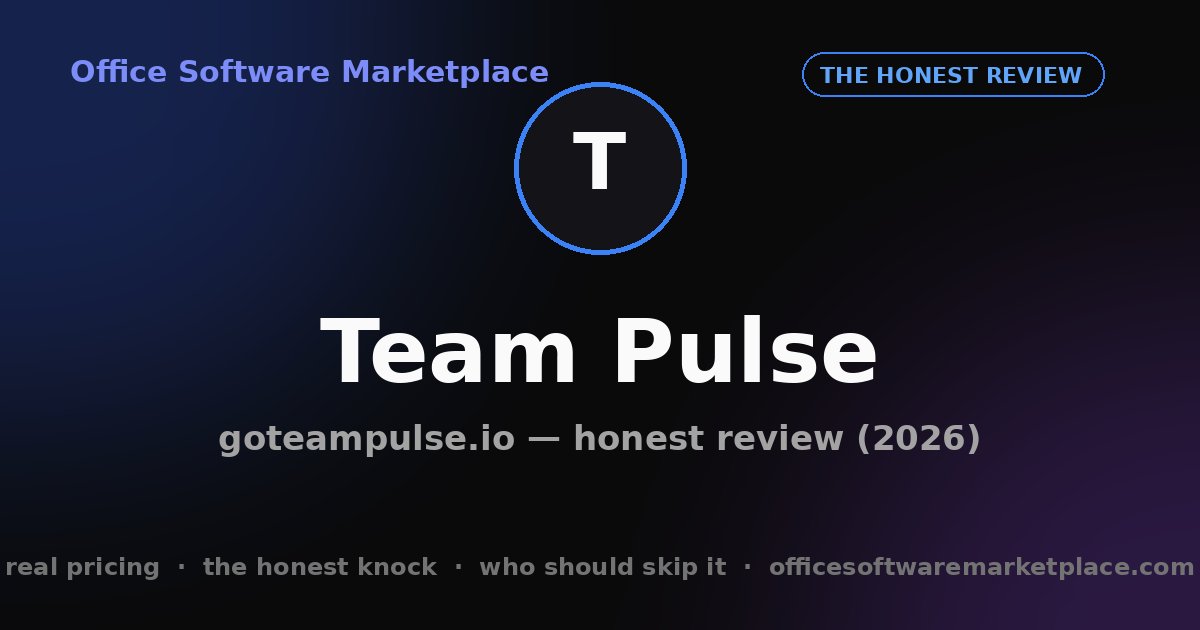 Office Software Marketplace
THE HONEST REVIEW
T
Team Pulse
goteampulse.io — honest review (2026)
real pricing · the honest knock · who should skip it · officesoftwaremarketplace.com